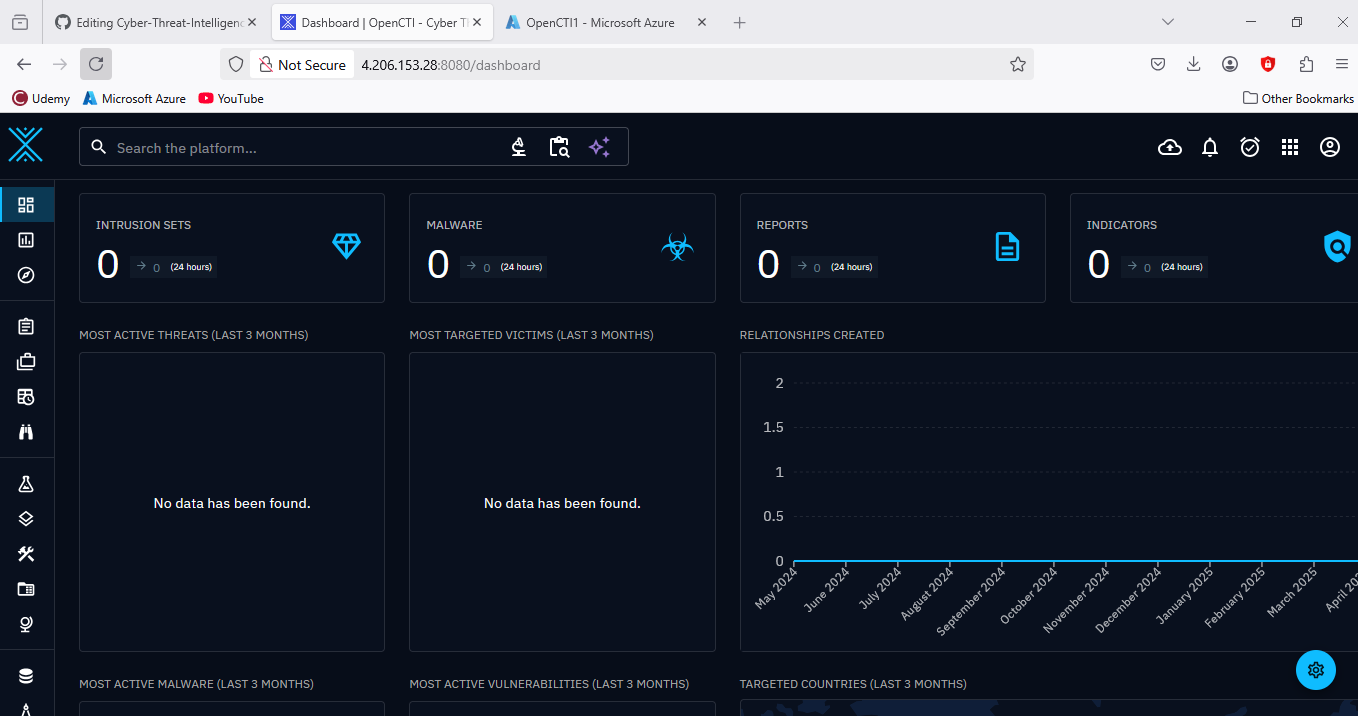 Editing Cyber-Threat-Intelligenc
Dashboard | OpenCTI - Cyber Th
OpenCTI1 - Microsoft Azure
Not Secure
4.206.153.28:8080/dashboard
Udemy
Microsoft Azure
YouTube
Other Bookmarks
Search the platform...
INTRUSION SETS
0
0 (24 hours)
MALWARE
0
0 (24 hours)
REPORTS
0
0 (24 hours)
INDICATORS
0
0 (24 hours)
MOST ACTIVE THREATS (LAST 3 MONTHS)
No data has been found.
MOST TARGETED VICTIMS (LAST 3 MONTHS)
No data has been found.
RELATIONSHIPS CREATED
2
1.5
1
0.5
0
May 2024
June 2024
July 2024
August 2024
September 2024
October 2024
November 2024
December 2024
January 2025
February 2025
March 2025
April 20
MOST ACTIVE MALWARE (LAST 3 MONTHS)
MOST ACTIVE VULNERABILITIES (LAST 3 MONTHS)
TARGETED COUNTRIES (LAST 3 MONTHS)